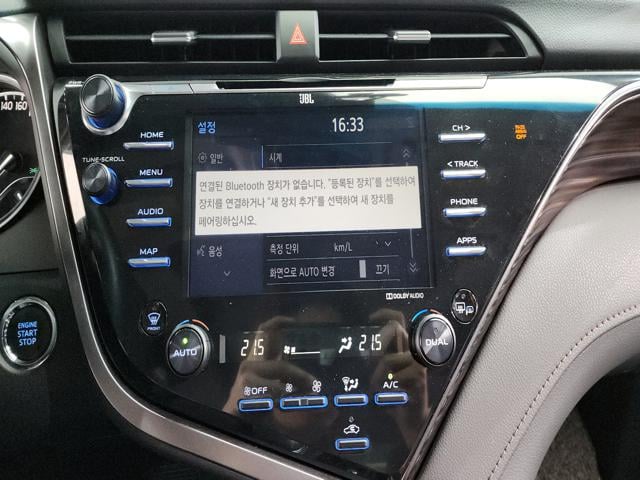 140 160
JBL
설정
16:33
HOME
CH >
TUNE·SCROLL
일반
시계
MENU
< TRACK
연결된 Bluetooth 장치가 없습니다. "등록된 장치"를 선택하여
장치를 연결하거나 "새 장치 추가"를 선택하여 새 장치를
페어링하십시오.
AUDIO
PHONE
음성
측정 단위
km/L
MAP
APPS
화면으로 AUTO 변경
끄기
DOLBY AUDIO
ENGINE
START
STOP
FRONT
AUTO
21.5
21.5
DUAL
OFF
A/C